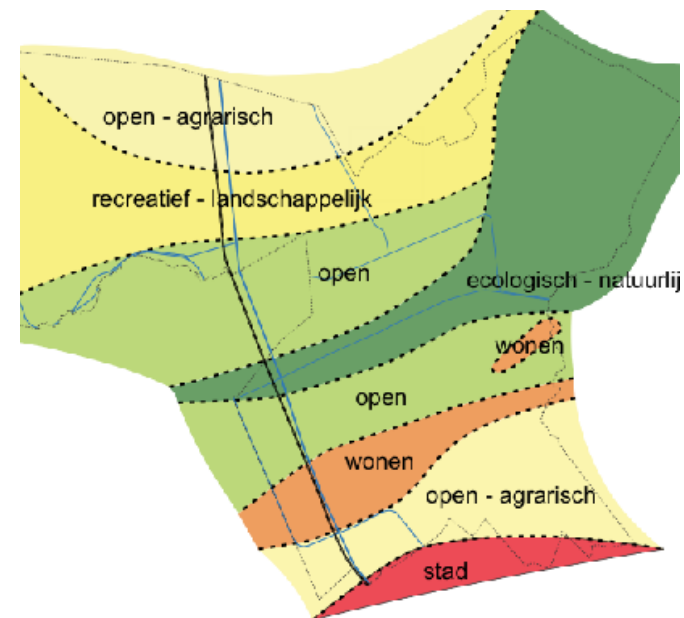 open - agrarisch
recreatief - landschappelijk
open
ecologisch - natuurlij
wonen
open
wonen
open - agrarisch
stad